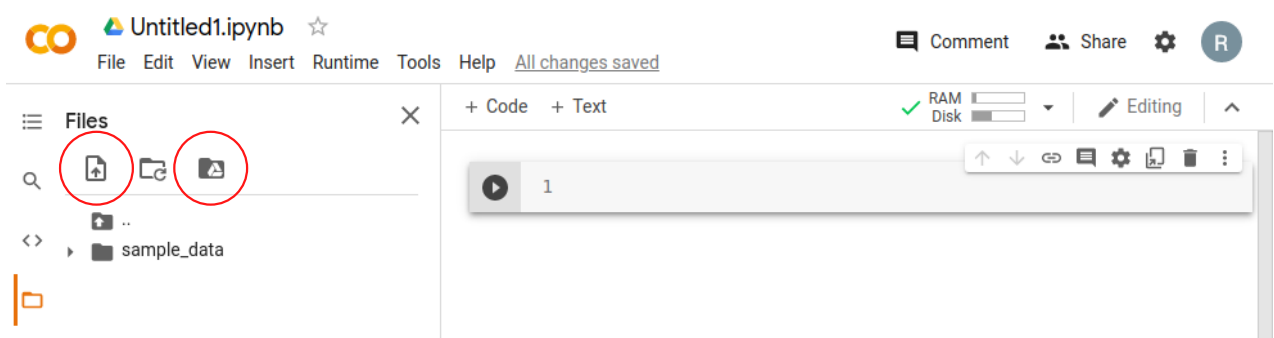 Untitled1.ipynb
File Edit View Insert Runtime Tools Help All changes saved
Comment Share R
Files
+ Code + Text
RAM
Disk
Editing
1
..
sample_data